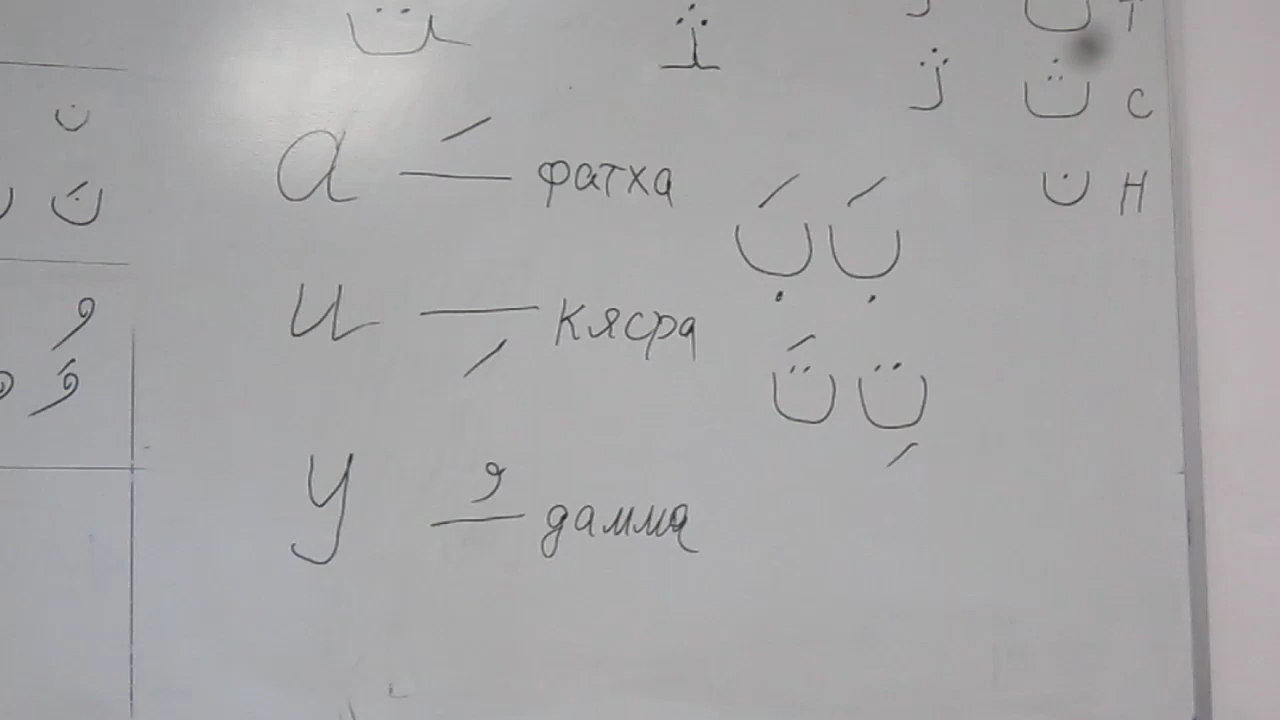 ث ث ز ت т
ژ ث с
а َ фатха ن н
بَ بَ
ن
نَ
и ِ кясра
تَ تِ
و
وَ
у ُ дамма